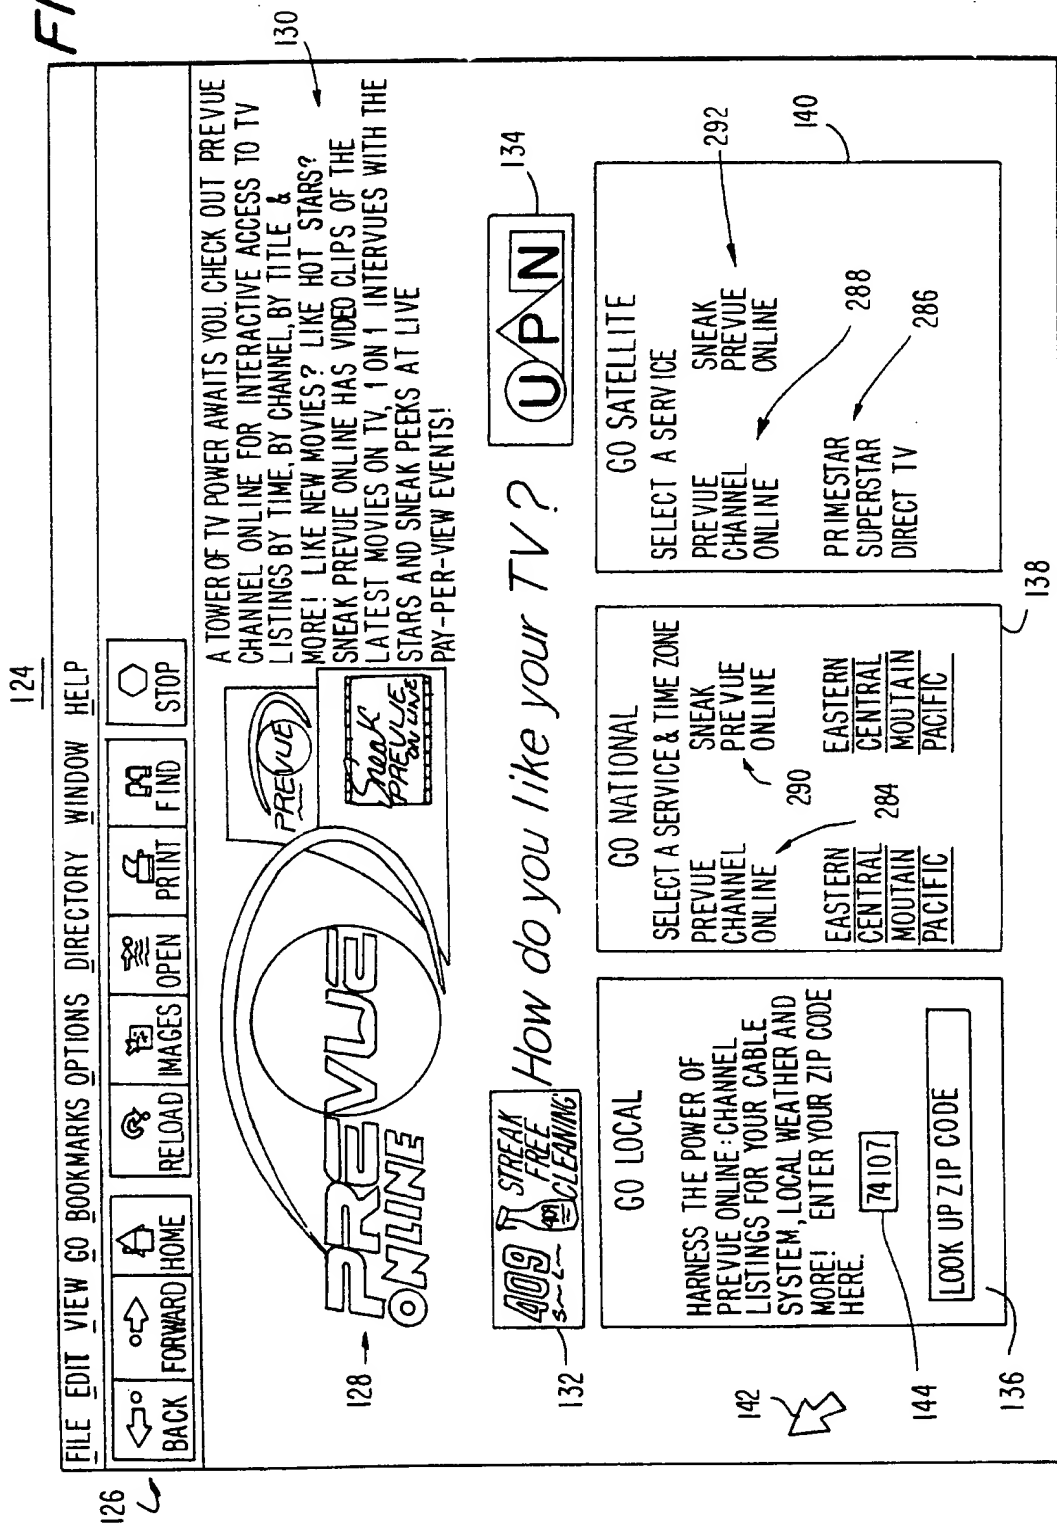 FI
124
FILE EDIT VIEW GO BOOKMARKS OPTIONS DIRECTORY WINDOW HELP
126
BACK FORWARD HOME RELOAD IMAGES OPEN PRINT FIND STOP
128
PREVUE
ONLINE
PREVUE
Sneak
PREVUE
ON LINE
A TOWER OF TV POWER AWAITS YOU. CHECK OUT PREVUE
CHANNEL ONLINE FOR INTERACTIVE ACCESS TO TV
LISTINGS BY TIME, BY CHANNEL, BY TITLE &
MORE! LIKE NEW MOVIES? LIKE HOT STARS?
SNEAK PREVUE ONLINE HAS VIDEO CLIPS OF THE
LATEST MOVIES ON TV, 1 ON 1 INTERVUES WITH THE
STARS AND SNEAK PEEKS AT LIVE
PAY-PER-VIEW EVENTS!
130
132
409
STREAK
FREE
CLEANING
409
How do you like your TV?
UPN
134
GO LOCAL
HARNESS THE POWER OF
PREVUE ONLINE: CHANNEL
LISTINGS FOR YOUR CABLE
SYSTEM, LOCAL WEATHER AND
MORE! ENTER YOUR ZIP CODE
HERE.
74107
LOOK UP ZIP CODE
142
144
136
GO NATIONAL
SELECT A SERVICE & TIME ZONE
PREVUE
CHANNEL
ONLINE
SNEAK
PREVUE
ONLINE
290
284
EASTERN
CENTRAL
MOUTAIN
PACIFIC
EASTERN
CENTRAL
MOUTAIN
PACIFIC
138
GO SATELLITE
SELECT A SERVICE
PREVUE
CHANNEL
ONLINE
SNEAK
PREVUE
ONLINE
292
288
PRIMESTAR
SUPERSTAR
DIRECT TV
286
140